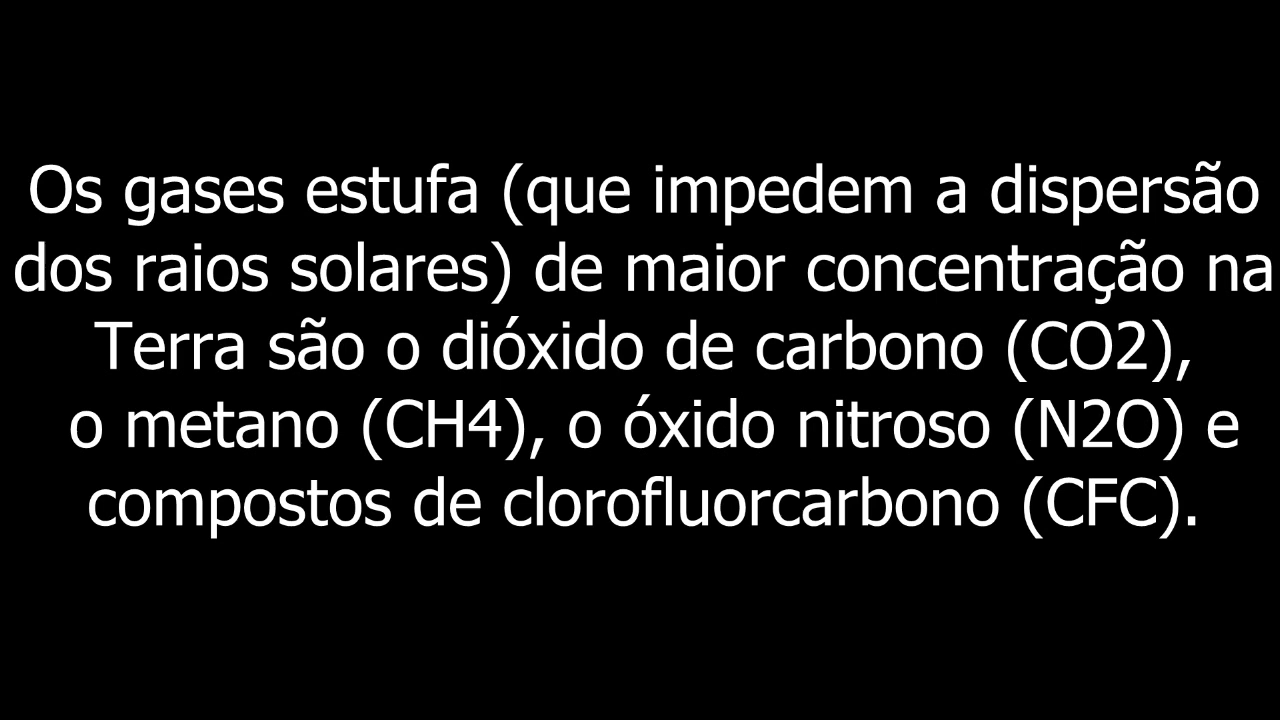 Os gases estufa (que impedem a dispersão
dos raios solares) de maior concentração na
Terra são o dióxido de carbono (CO2),
o metano (CH4), o óxido nitroso (N2O) e
compostos de clorofluorcarbono (CFC).